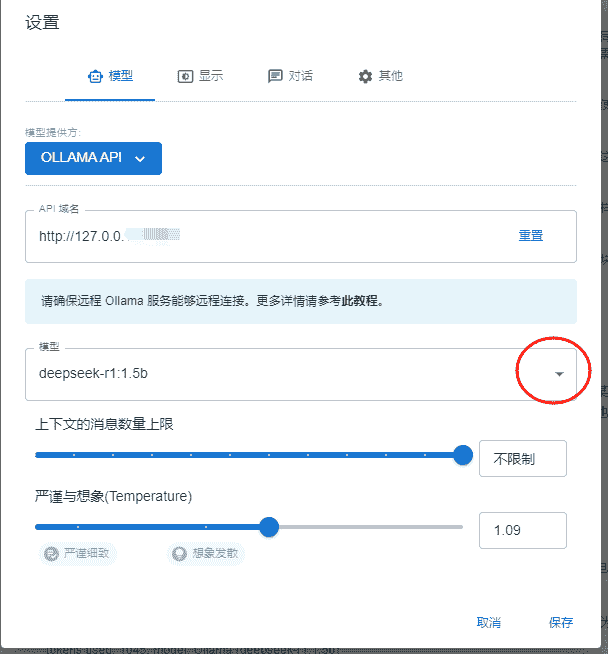 设置
模型 显示 对话 其他
模型提供方:
OLLAMA API
API 域名
http://127.0.0.
重置
请确保远程 Ollama 服务能够远程连接。更多详情请参考此教程。
模型
deepseek-r1:1.5b
上下文的消息数量上限
不限制
严谨与想象(Temperature)
1.09
严谨细致 想象发散
取消 保存